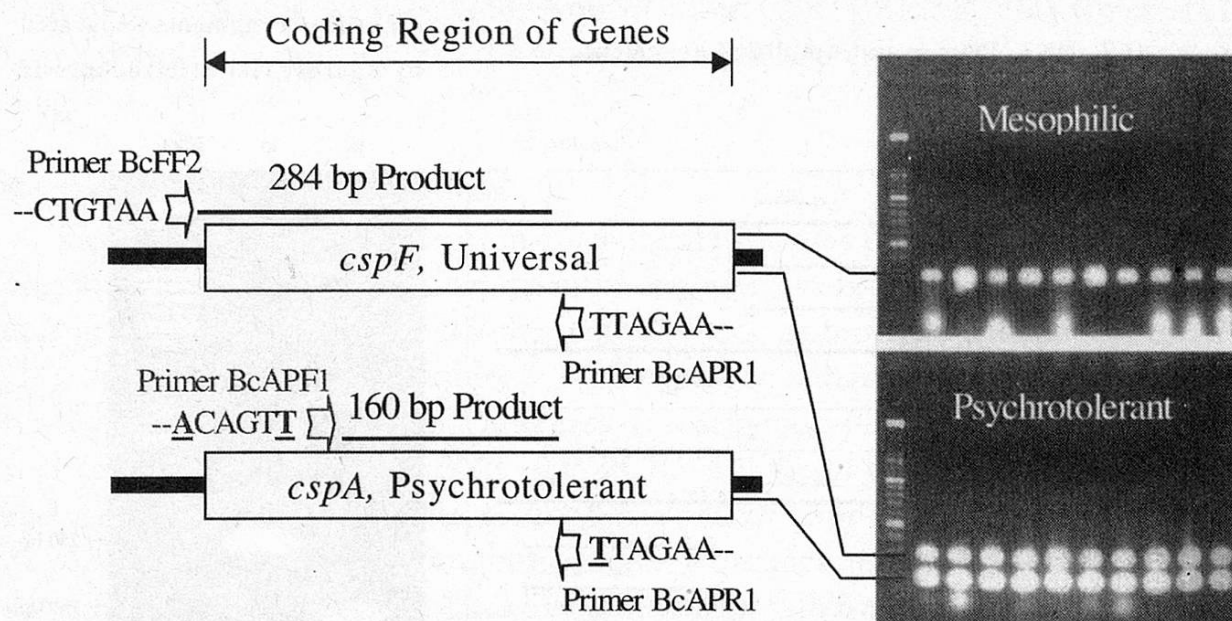 Coding Region of Genes
Primer BcFF2
284 bp Product
--CTGTAA
cspF, Universal
TTAGAA--
Primer BcAPR1
Primer BcAPF1
--ACAGTT
160 bp Product
cspA, Psychrotolerant
TTAGAA--
Primer BcAPR1
Mesophilic
Psychrotolerant